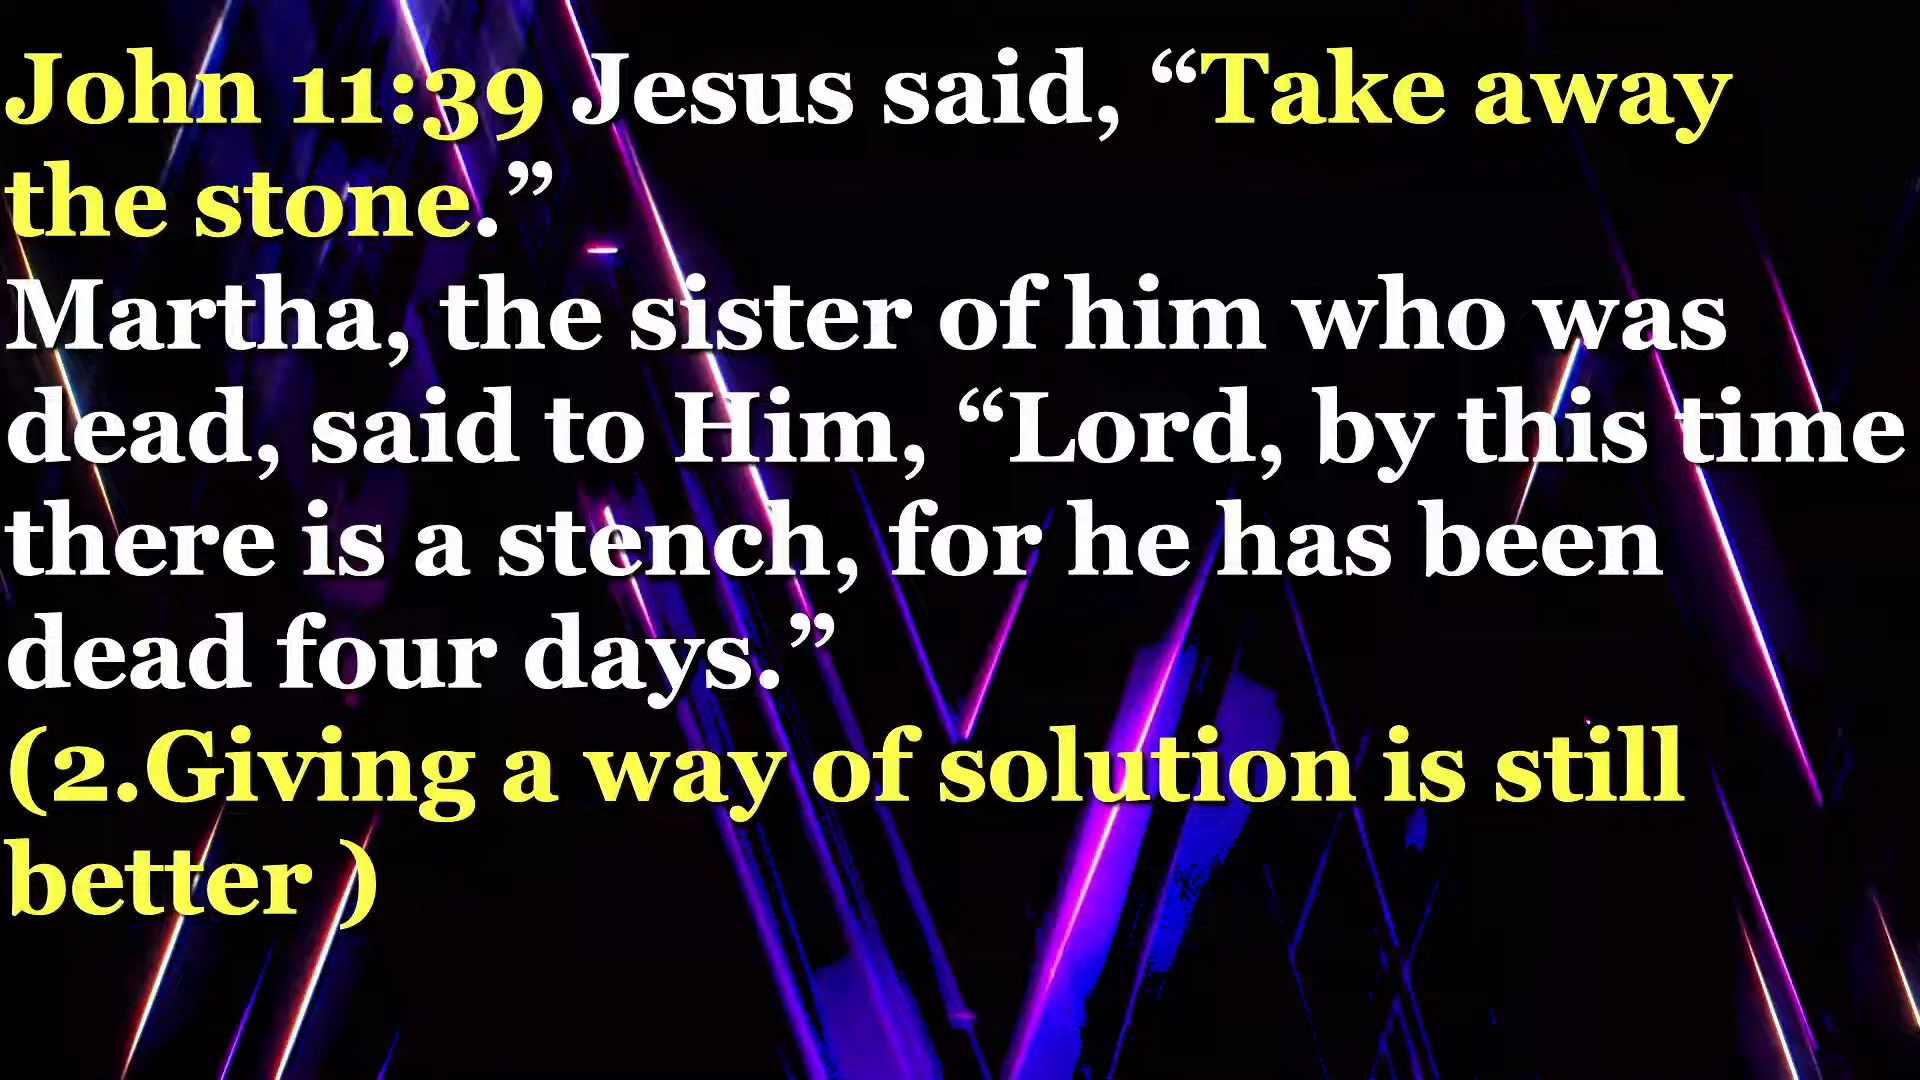 John 11:39 Jesus said, “Take away
the stone.”
Martha, the sister of him who was
dead, said to Him, “Lord, by this time
there is a stench, for he has been
dead four days.”
(2.Giving a way of solution is still
better )